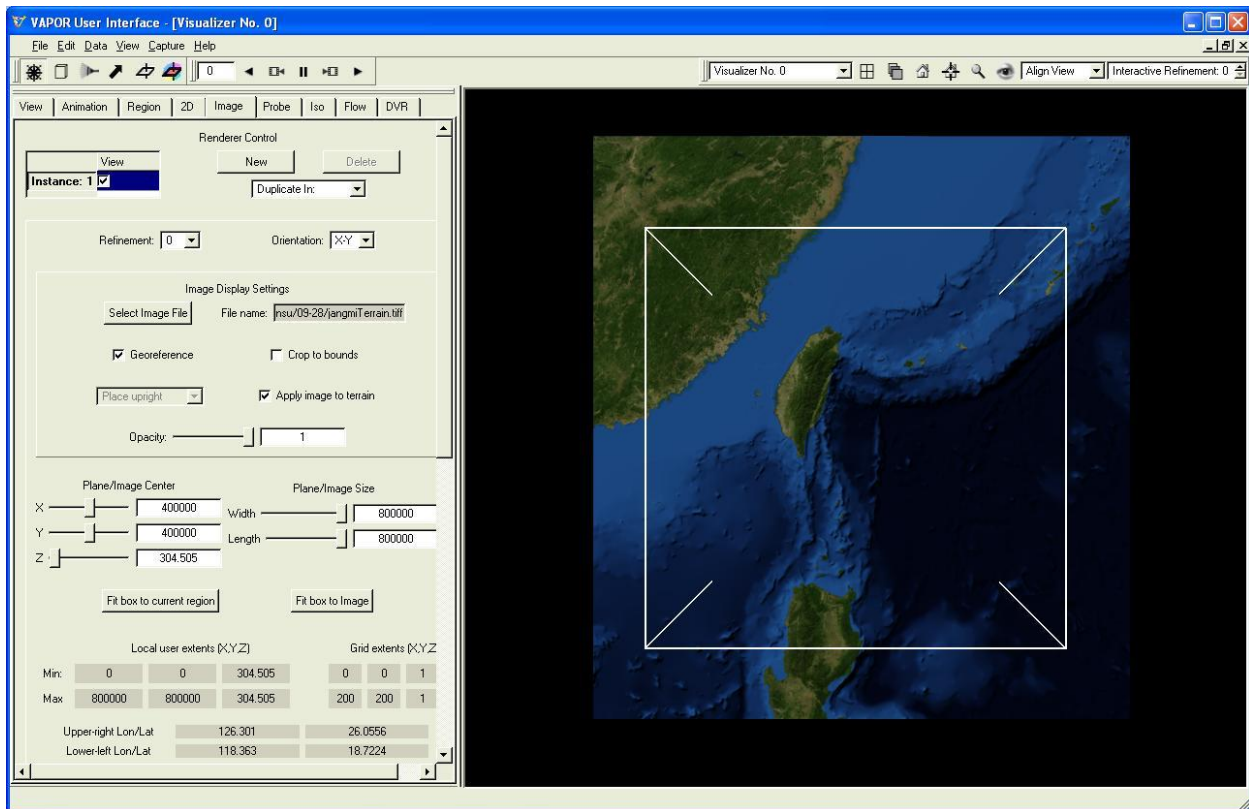 VAPOR User Interface - [Visualizer No. 0]
File Edit Data View Capture Help
0 Visualizer No. 0 Align View Interactive Refinement: 0
View Animation Region 2D Image Probe Iso Flow DVR
Renderer Control
View New Delete
Instance: 1
Duplicate In:
Refinement: 0 Orientation: X-Y
Image Display Settings
Select Image File File name: nsu/09-28/jangmiTerrain.tiff
Georeference Crop to bounds
Place upright Apply image to terrain
Opacity: 1
Plane/Image Center Plane/Image Size
X 400000 Width 800000
Y 400000 Length 800000
Z 304.505
Fit box to current region Fit box to Image
Local user extents (X,Y,Z) Grid extents (X,Y,Z
Min: 0 0 304.505 0 0 1
Max 800000 800000 304.505 200 200 1
Upper-right Lon/Lat 126.301 26.0556
Lower-left Lon/Lat 118.363 18.7224